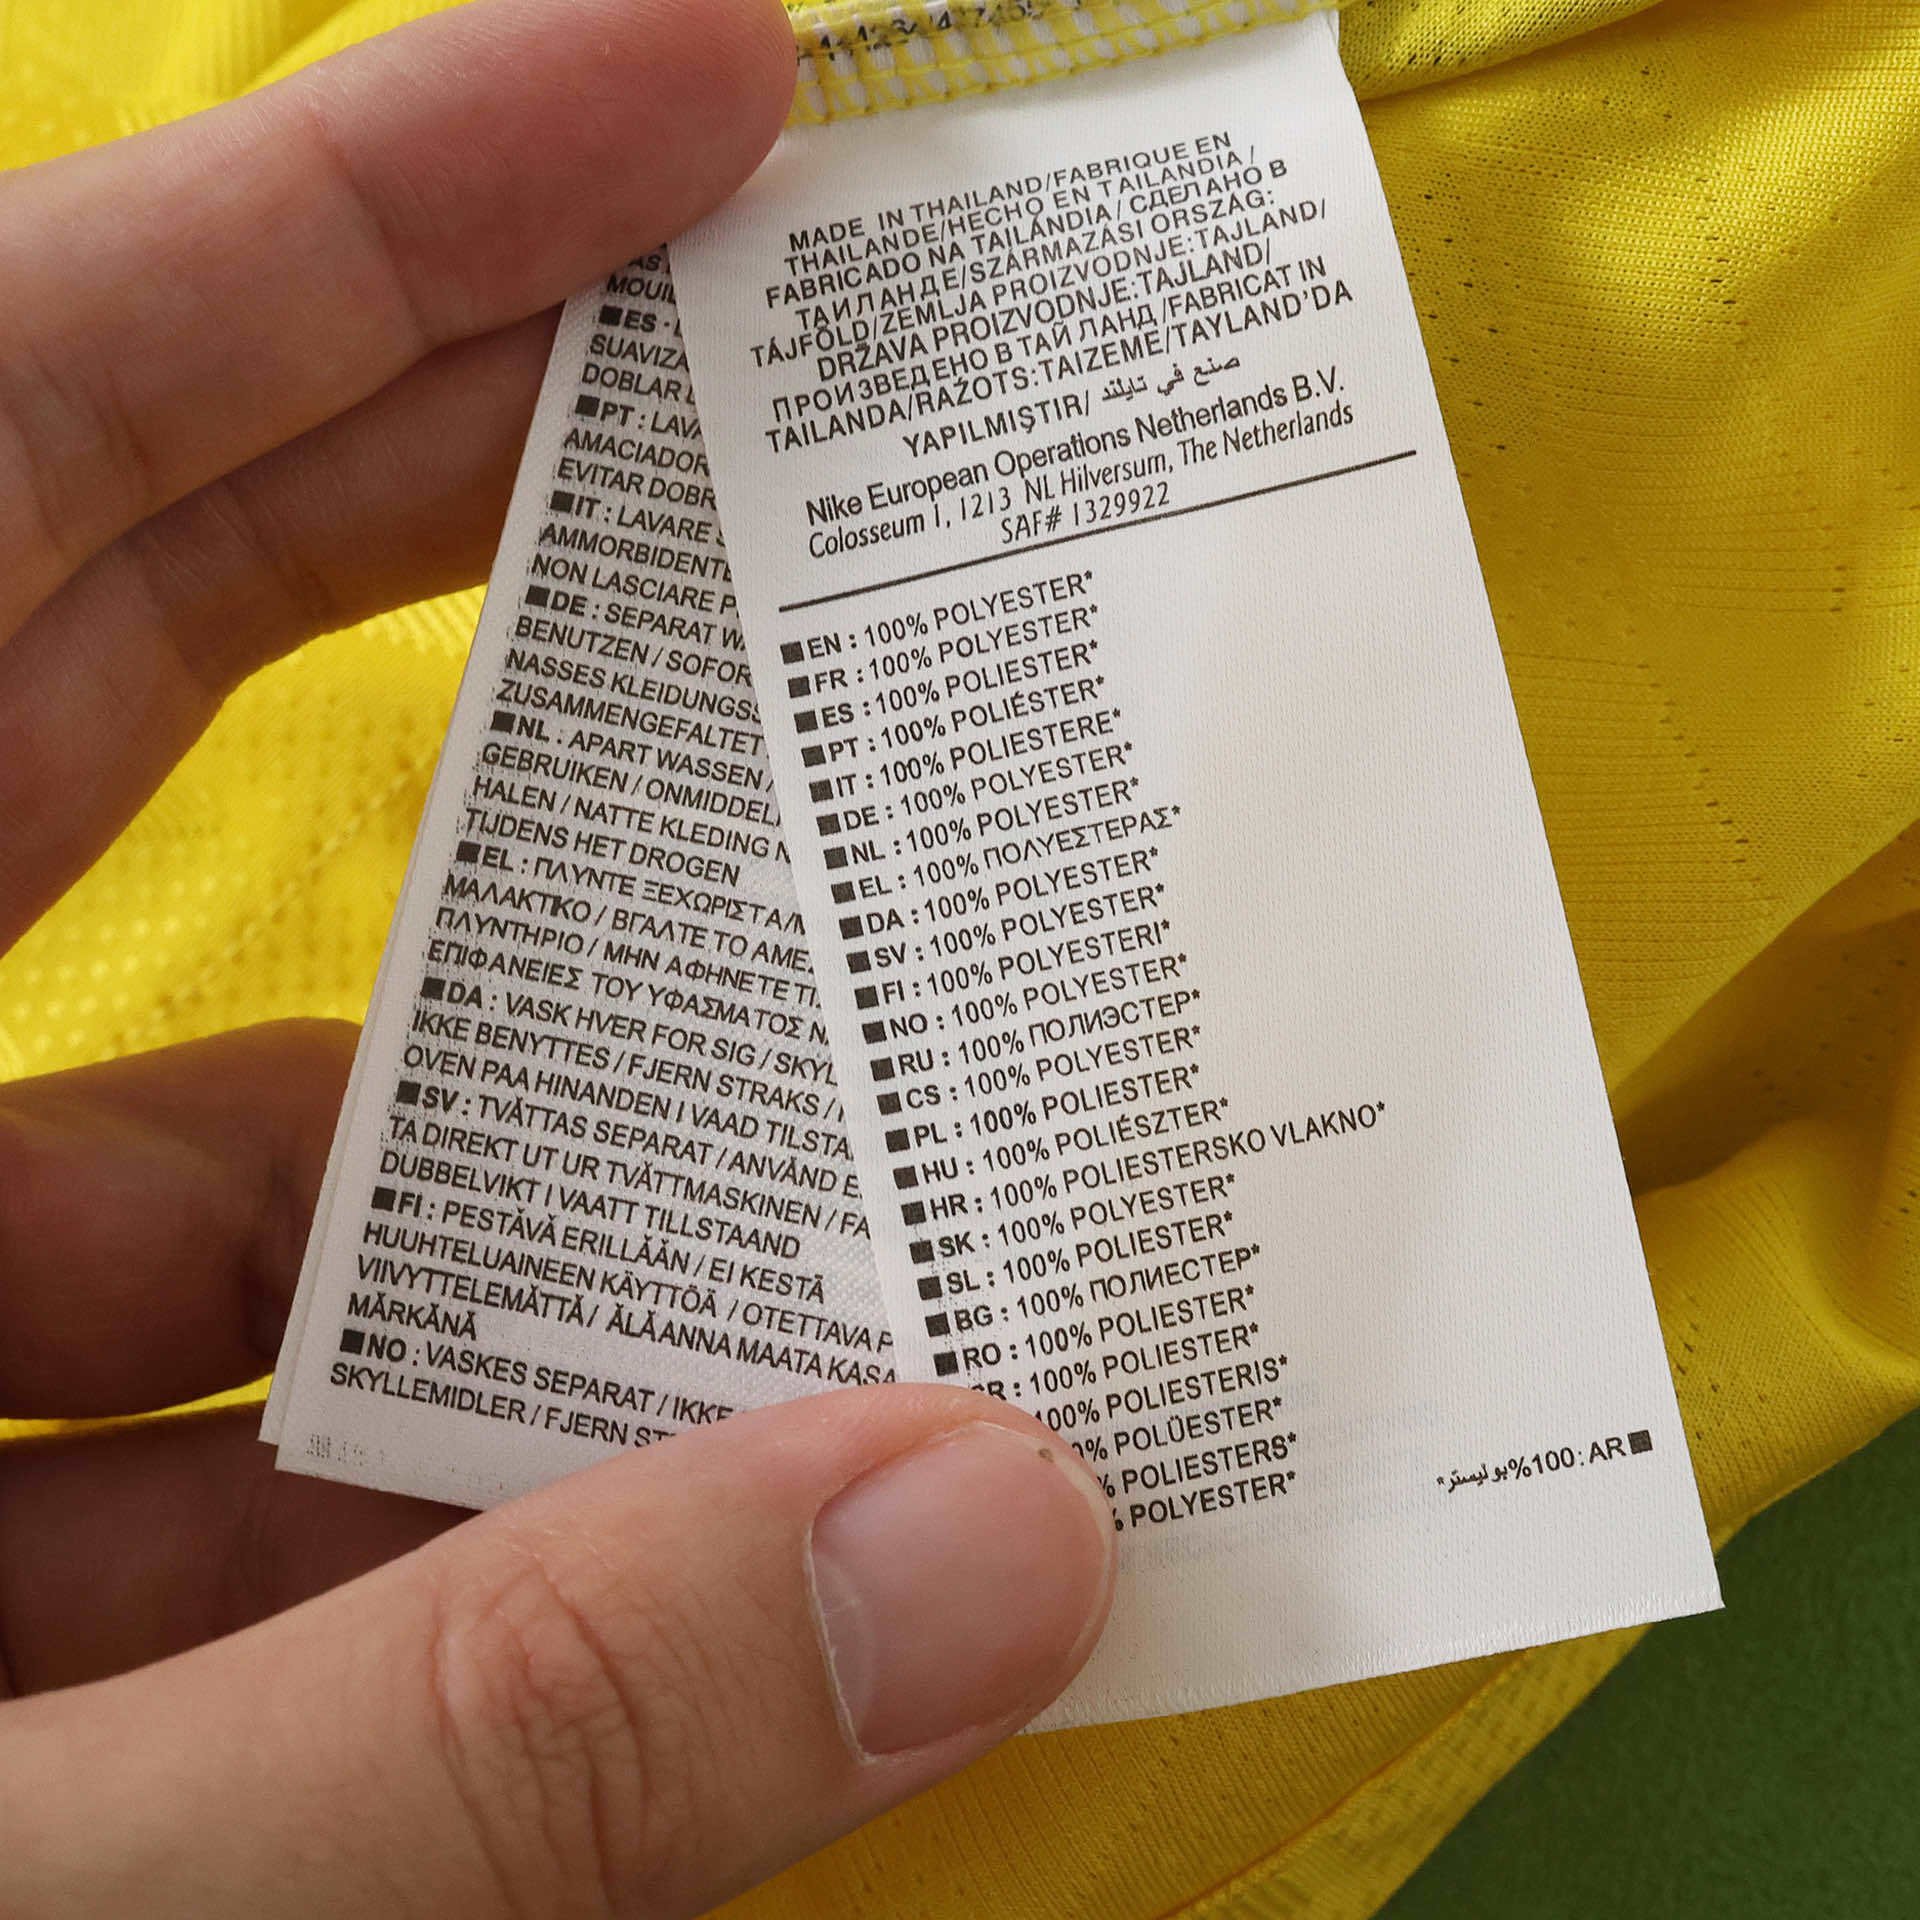 MOUIL
ES
SUAVIZA
DOBLAR
PT : LAVA
AMACIADOR
EVITAR DOBR
IT : LAVARE
AMMORBIDENTE
NON LASCIARE P
DE : SEPARAT WA
BENUTZEN / SOFOR
NASSES KLEIDUNGSS
ZUSAMMENGEFALTET
NL : APART WASSEN /
GEBRUIKEN / ONMIDDEL
HALEN / NATTE KLEDING N
TIJDENS HET DROGEN
EL : ΠΛΥΝΤΕ ΞΕΧΩΡΙΣΤΑ/Μ
ΜΑΛΑΚΤΙΚΟ / ΒΓΑΛΤΕ ΤΟ ΑΜΕΣ
ΠΛΥΝΤΗΡΙΟ / ΜΗΝ ΑΦΗΝΕΤΕ ΤΙ
ΕΠΙΦΑΝΕΙΕΣ ΤΟΥ ΥΦΑΣΜΑΤΟΣ Ν
DA : VASK HVER FOR SIG / SKYL
IKKE BENYTTES / FJERN STRAKS /
OVEN PAA HINANDEN I VAAD TILSTA
SV : TVÄTTAS SEPARAT / ANVÄND E
TA DIREKT UT UR TVÄTTMASKINEN / FA
DUBBELVIKT I VAATT TILLSTAAND
FI : PESTÄVÄ ERILLÄÄN / EI KESTÄ
HUUHTELUAINEEN KÄYTTÖÄ / OTETTAVA P
VIIVYTTELEMÄTTÄ / ÄLÄ ANNA MAATA KASA
MÄRKÄNÄ
NO : VASKES SEPARAT / IKKE
SKYLLEMIDLER / FJERN ST
MADE IN THAILAND/FABRIQUE EN
THAILANDE/HECHO EN TAILANDIA /
FABRICADO NA TAILÂNDIA / СДЕЛАНО В
ТАИЛАНДЕ/SZÁRMAZÁSI ORSZÁG:
TÁJFÖLD/ZEMLJA PROIZVODNJE:TAJLAND/
DRŽAVA PROIZVODNJE:TAJLAND/
ПРОИЗВЕДЕНО В ТАЙЛАНД /FABRICAT IN
TAILANDA/RAŽOTS:TAIZEME/TAYLAND'DA
YAPILMIŞTIR/ صنع في تايلند
Nike European Operations Netherlands B.V.
Colosseum 1, 1213 NL Hilversum, The Netherlands
SAF# 1329922
EN : 100% POLYESTER*
FR : 100% POLYESTER*
ES : 100% POLIESTER*
PT : 100% POLIÉSTER*
IT : 100% POLIESTERE*
DE : 100% POLYESTER*
NL : 100% POLYESTER*
EL : 100% ΠΟΛΥΕΣΤΕΡΑΣ*
DA : 100% POLYESTER*
SV : 100% POLYESTER*
FI : 100% POLYESTERI*
NO : 100% POLYESTER*
RU : 100% ПОЛИЭСТЕР*
CS : 100% POLYESTER*
PL : 100% POLIESTER*
HU : 100% POLIÉSZTER*
HR : 100% POLIESTERSKO VLAKNO*
SK : 100% POLYESTER*
SL : 100% POLIESTER*
BG : 100% ПОЛИЕСТЕР*
RO : 100% POLIESTER*
R : 100% POLIESTER*
100% POLIESTERIS*
% POLÜESTER*
% POLIESTERS*
% POLYESTER*
AR :100% بوليستر*